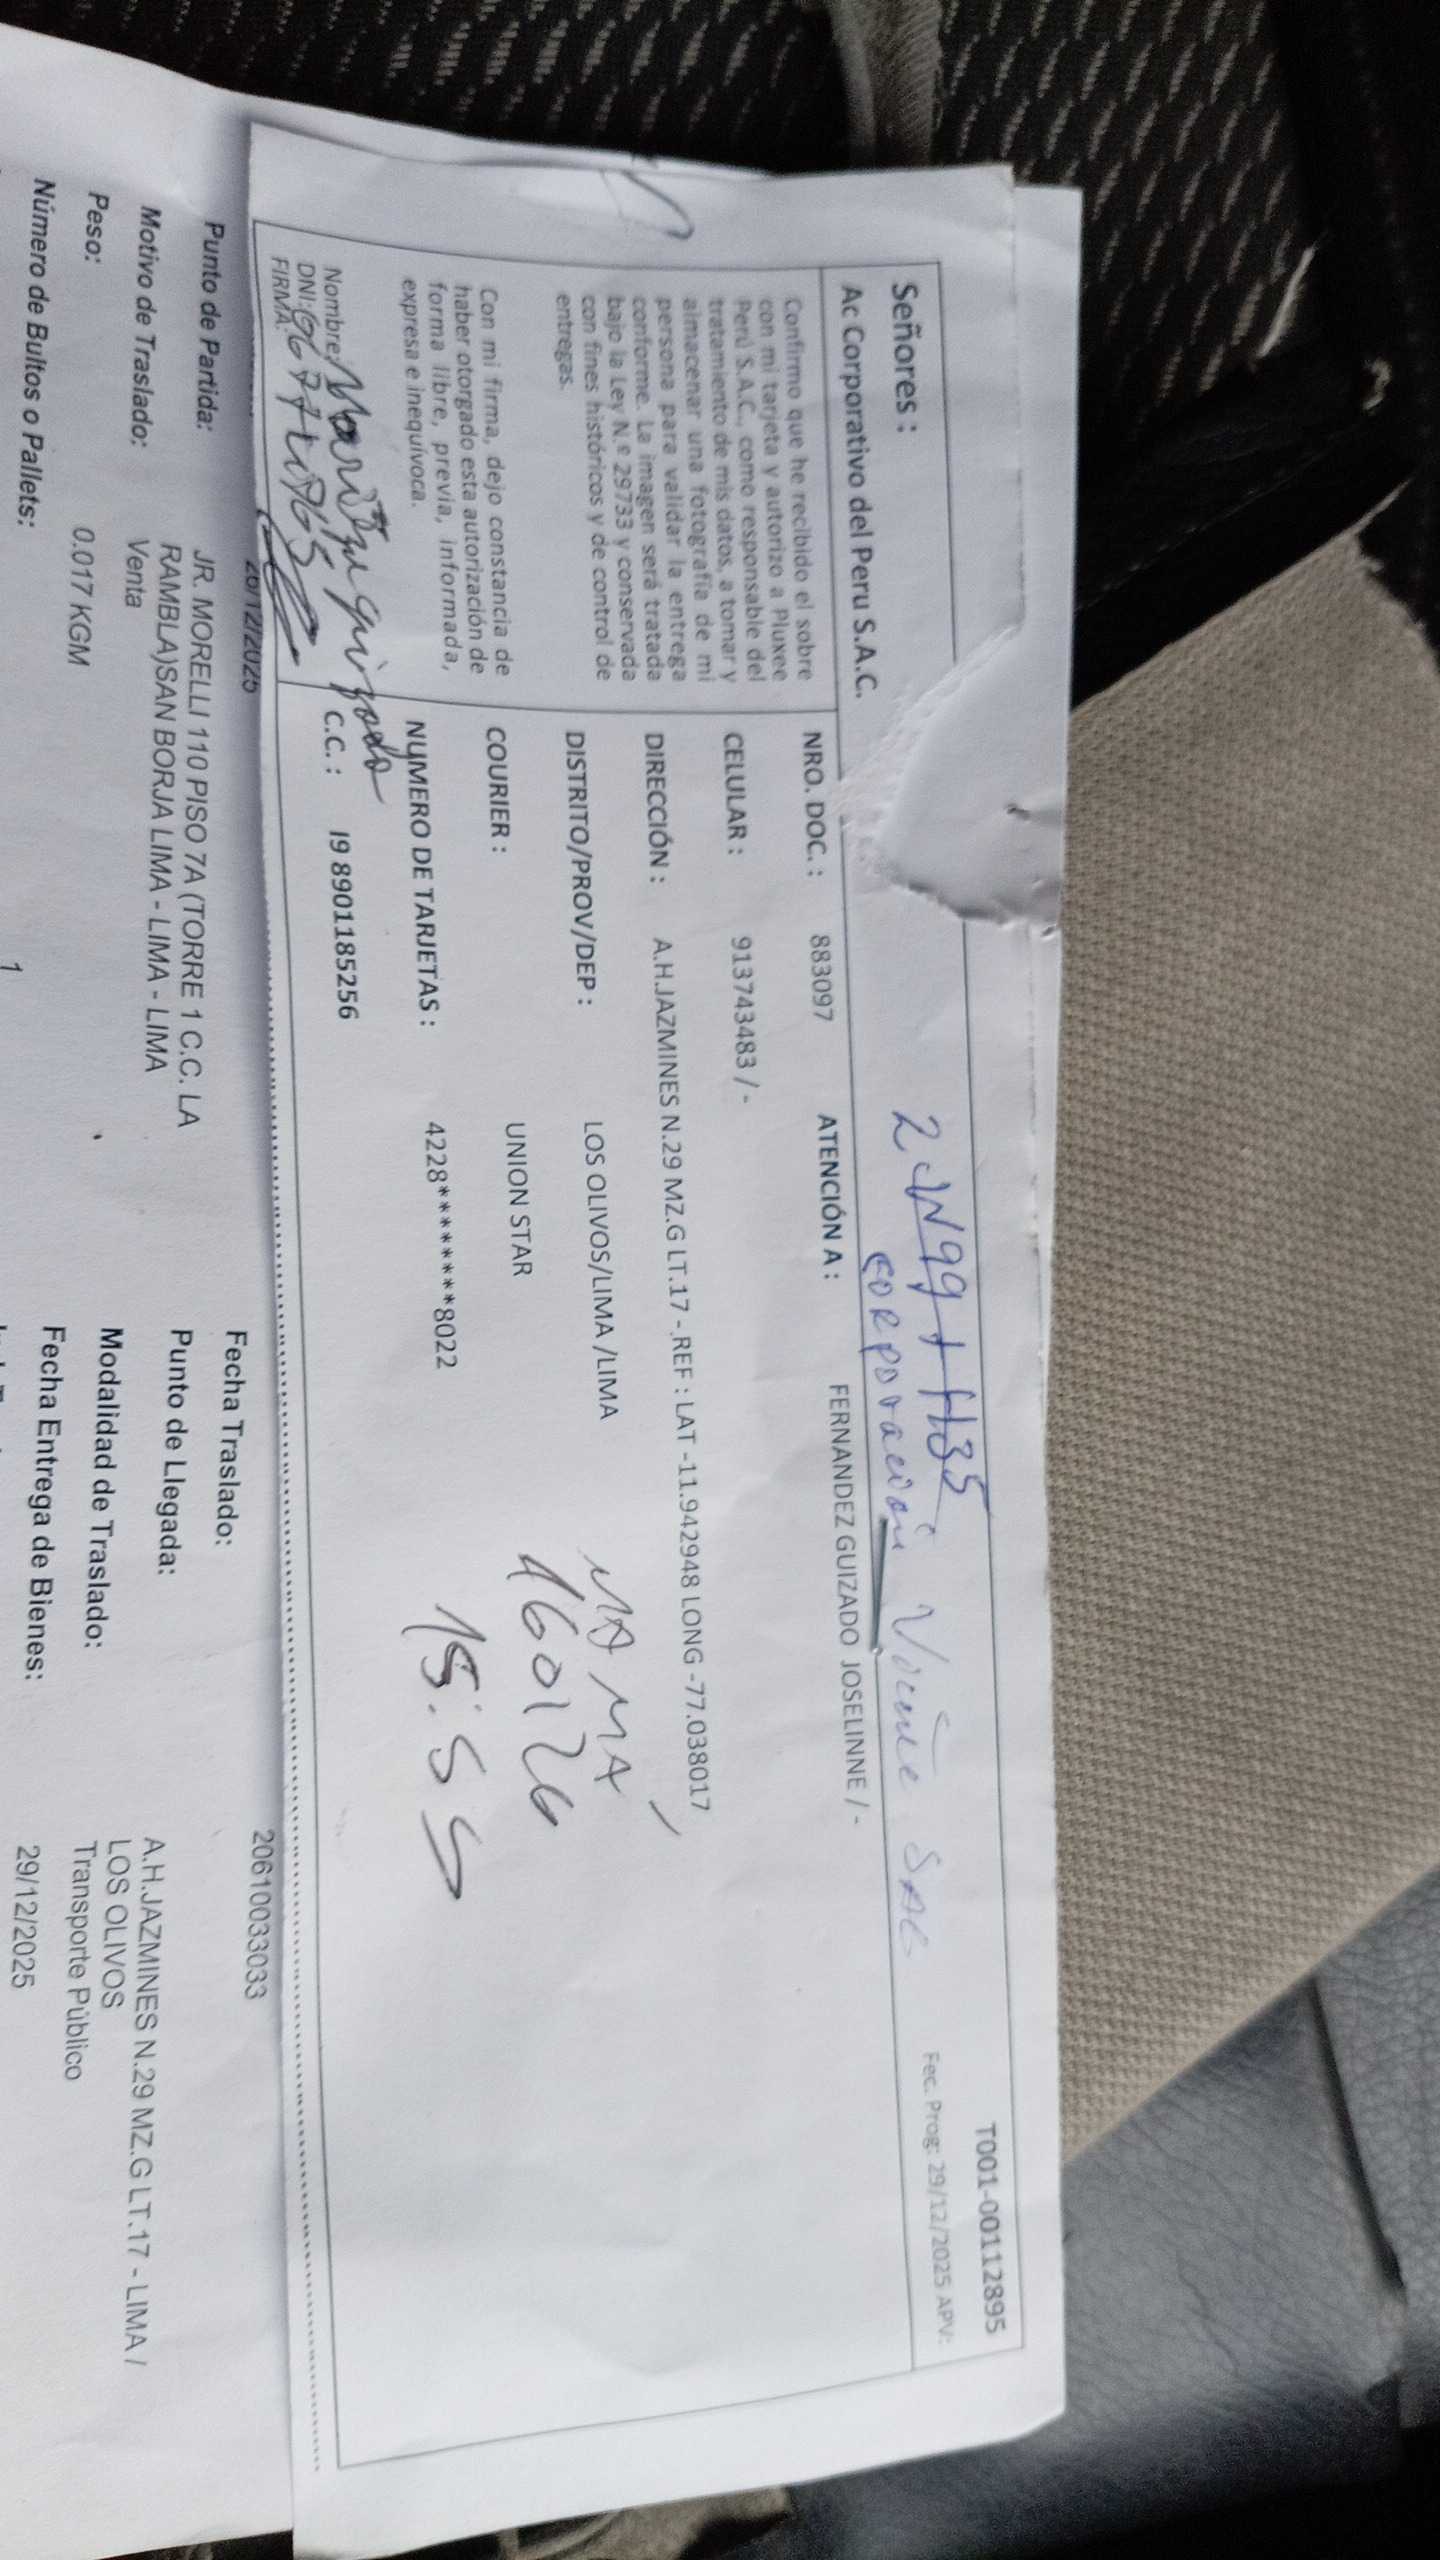 T001-00112895
Señores :
Fec. Prog: 29/12/2025 APV:
Ac Corporativo del Peru S.A.C.
corporacion
SAC
Confirmo que he recibido el sobre
con mi tarjeta y autorizo a Pluxee
Perú S.A.C., como responsable del
tratamiento de mis datos, a tomar y
almacenar una fotografía de mi
persona para validar la entrega
conforme. La imagen será tratada
bajo la Ley N.º 29733 y conservada
con fines históricos y de control de
entregas.
Con mi firma, dejo constancia de
haber otorgado esta autorización de
forma libre, previa, informada,
expresa e inequívoca.
Nombre:
DNI:
FIRMA:
NRO. DOC. : 883097 ATENCIÓN A : FERNANDEZ GUIZADO JOSELINNE / -
CELULAR : 913743483 / -
DIRECCIÓN : A.H.JAZMINES N.29 MZ.G LT.17 - .REF : LAT -11.942948 LONG -77.038017
DISTRITO/PROV/DEP : LOS OLIVOS/LIMA /LIMA
MAMA
COURIER : UNION STAR
NUMERO DE TARJETAS : 4228********8022
C.C. : I9 8901185256
26/12/2025
Fecha Traslado: 20610033033
Punto de Partida: JR. MORELLI 110 PISO 7A (TORRE 1 C.C. LA
RAMBLA)SAN BORJA LIMA - LIMA - LIMA
Punto de Llegada: A.H.JAZMINES N.29 MZ.G LT.17 - LIMA /
LOS OLIVOS
Motivo de Traslado: Venta
Modalidad de Traslado: Transporte Público
Peso: 0.017 KGM
Fecha Entrega de Bienes: 29/12/2025
Número de Bultos o Pallets: 1